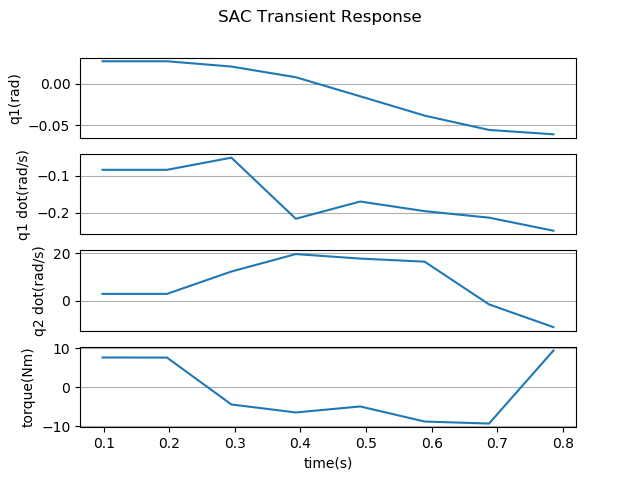 SAC Transient Response
q1(rad)
0.00
−0.05
q1 dot(rad/s)
−0.1
−0.2
q2 dot(rad/s)
20
0
torque(Nm)
10
0
−10
0.1 0.2 0.3 0.4 0.5 0.6 0.7 0.8
time(s)